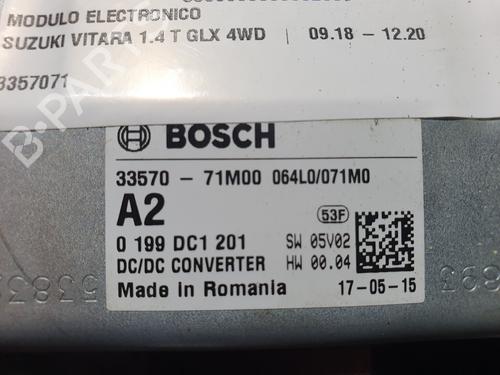 MODULO ELECTRONICO
SUZUKI VITARA 1.4 T GLX 4WD | 09.18 - 12.20
3357071
BOSCH
33570 - 71M00 064L0/071M0
A2
53F
0 199 DC1 201 SW 05V02
DC/DC CONVERTER HW 00.04
Made in Romania 17-05-15